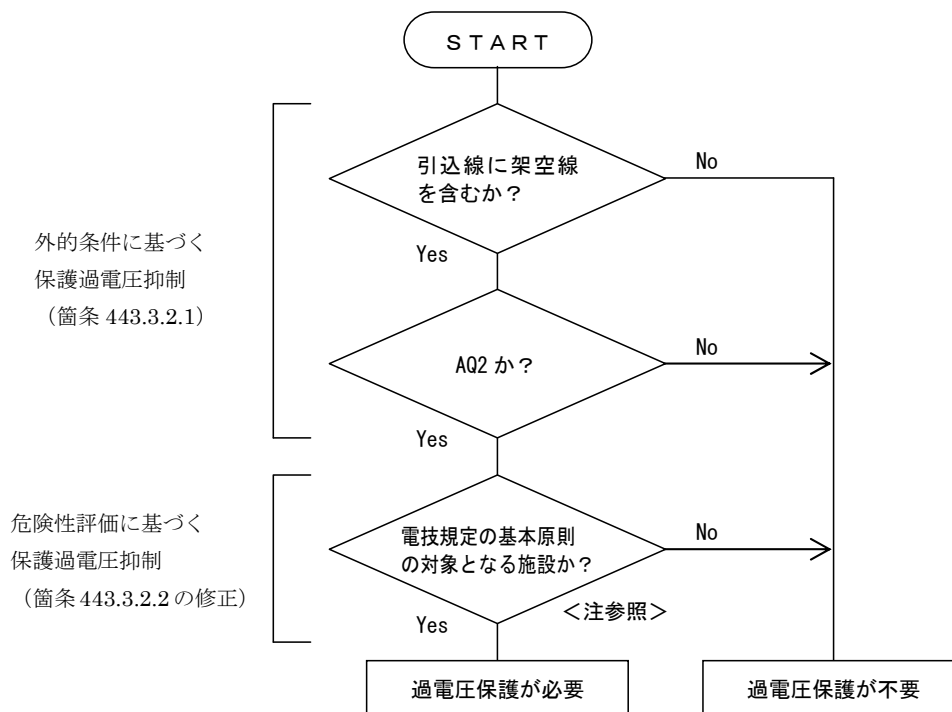 ＳＴＡＲＴ
引込線に架空線
を含むか？
No
Yes
外的条件に基づく
保護過電圧抑制
（箇条 443.3.2.1）
AQ2 か？
No
Yes
危険性評価に基づく
保護過電圧抑制
（箇条 443.3.2.2 の修正）
電技規定の基本原則
の対象となる施設か？
No
＜注参照＞
Yes
過電圧保護が必要
過電圧保護が不要